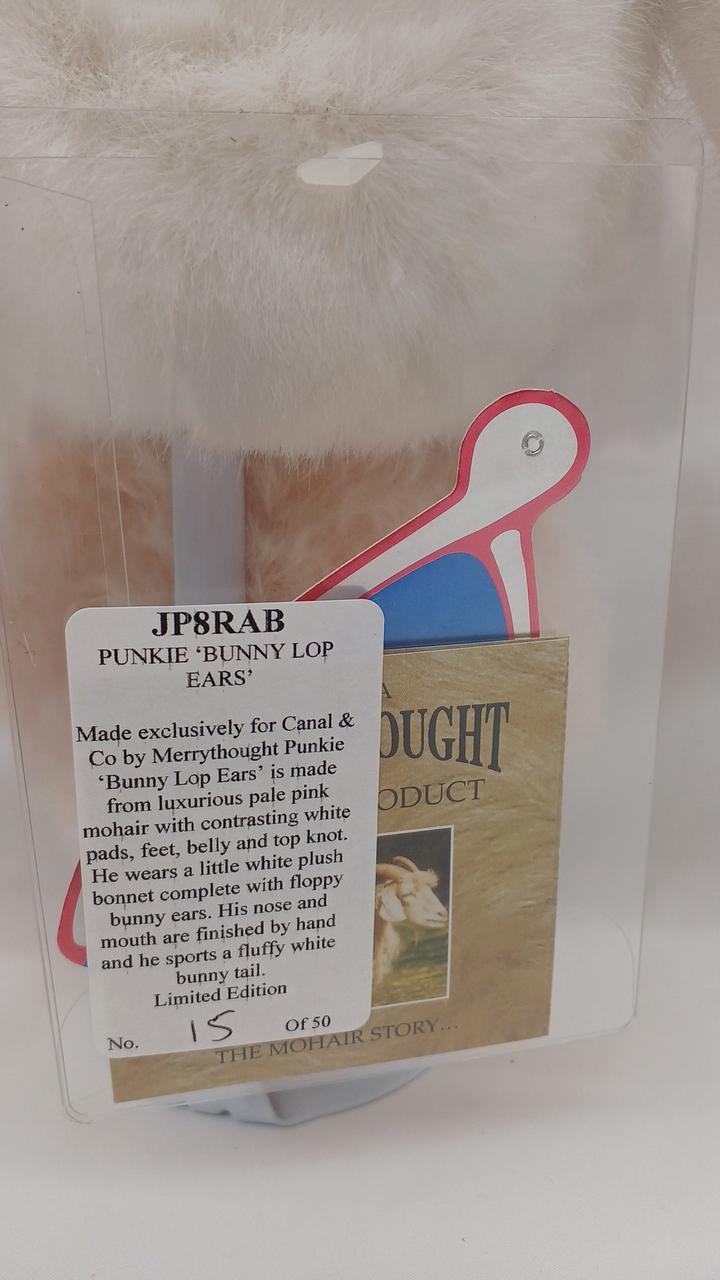 JP8RAB
PUNKIE ‘BUNNY LOP
EARS’
Made exclusively for Canal &
Co by Merrythought Punkie
‘Bunny Lop Ears’ is made
from luxurious pale pink
mohair with contrasting white
pads, feet, belly and top knot.
He wears a little white plush
bonnet complete with floppy
bunny ears. His nose and
mouth are finished by hand
and he sports a fluffy white
bunny tail.
Limited Edition
No. 15 Of 50
A
OUGHT
ODUCT
THE MOHAIR STORY...